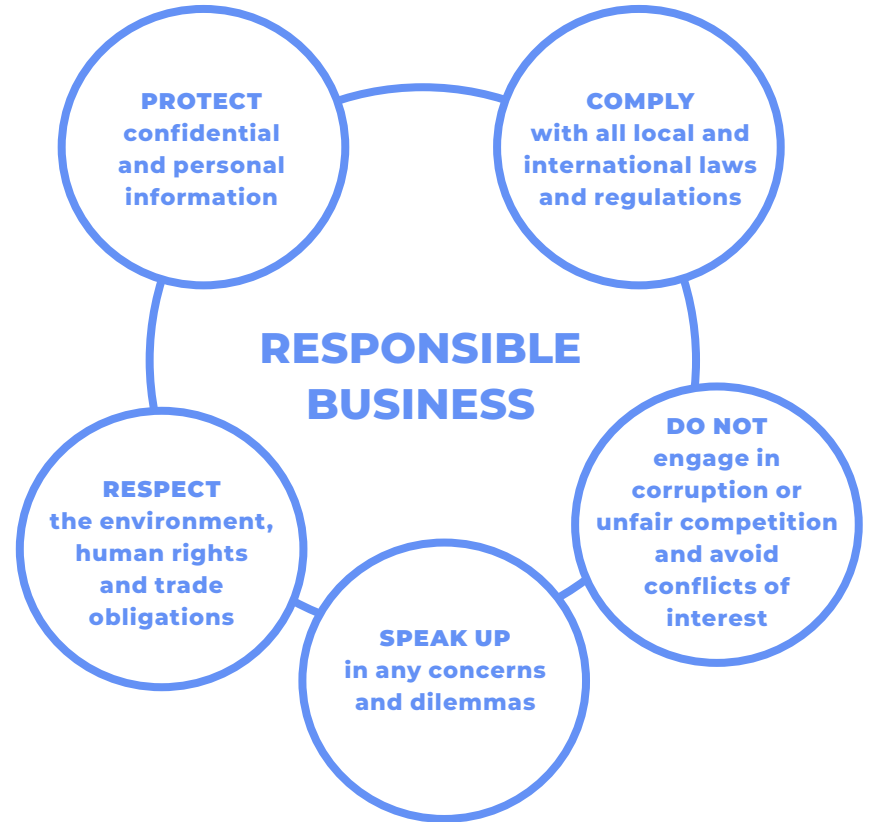 PROTECT
confidential
and personal
information
COMPLY
with all local and
international laws
and regulations
RESPONSIBLE
BUSINESS
DO NOT
engage in
corruption or
unfair competition
and avoid
conflicts of
interest
RESPECT
the environment,
human rights
and trade
obligations
SPEAK UP
in any concerns
and dilemmas